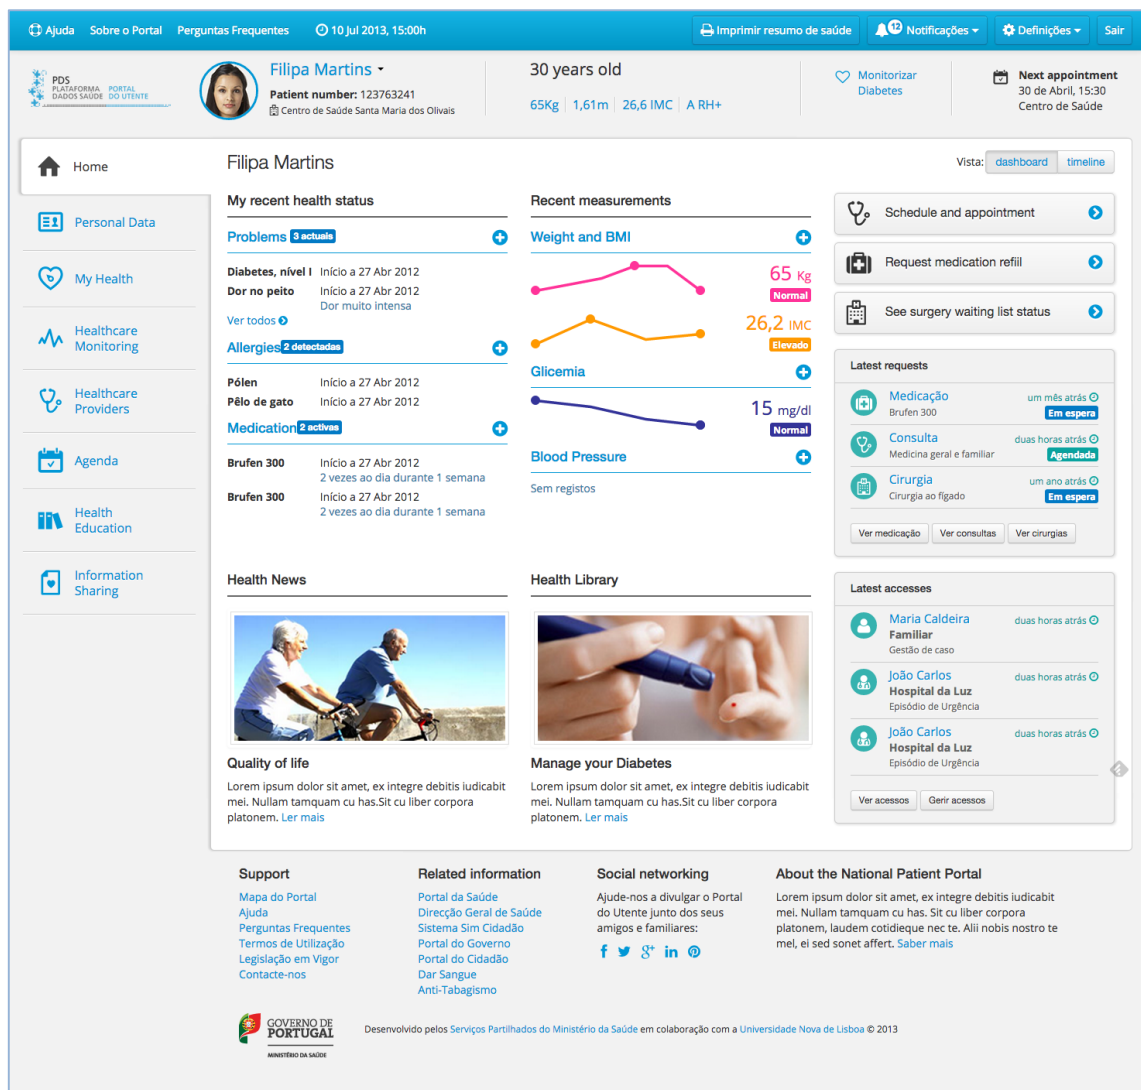 Ajuda Sobre o Portal Perguntas Frequentes 10 Jul 2013, 15:00h Imprimir resumo de saúde 12 Notificações Definições Sair
PDS
PLATAFORMA
DADOS SAÚDE
PORTAL
DO UTENTE
Filipa Martins
Patient number: 123763241
Centro de Saúde Santa Maria dos Olivais
30 years old
65Kg 1,61m 26,6 IMC A RH+
Monitorizar
Diabetes
Next appointment
30 de Abril, 15:30
Centro de Saúde
Home
Personal Data
My Health
Healthcare
Monitoring
Healthcare
Providers
Agenda
Health
Education
Information
Sharing
Filipa Martins
Vista: dashboard timeline
My recent health status
Problems 3 actuais
Diabetes, nível I Início a 27 Abr 2012
Dor no peito Início a 27 Abr 2012
Dor muito intensa
Ver todos
Allergies 2 detectadas
Pólen Início a 27 Abr 2012
Pêlo de gato Início a 27 Abr 2012
Medication 2 activas
Brufen 300 Início a 27 Abr 2012
2 vezes ao dia durante 1 semana
Brufen 300 Início a 27 Abr 2012
2 vezes ao dia durante 1 semana
Recent measurements
Weight and BMI
65 Kg
Normal
26,2 IMC
Elevado
Glicemia
15 mg/dl
Normal
Blood Pressure
Sem registos
Schedule and appointment
Request medication refiil
H
See surgery waiting list status
Latest requests
Medicação um mês atrás
Brufen 300 Em espera
Consulta duas horas atrás
Medicina geral e familiar Agendada
Cirurgia um ano atrás
Cirurgia ao fígado Em espera
Ver medicação Ver consultas Ver cirurgias
Health News
Quality of life
Lorem ipsum dolor sit amet, ex integre debitis iudicabit
mei. Nullam tamquam cu has.Sit cu liber corpora
platonem. Ler mais
Health Library
Manage your Diabetes
Lorem ipsum dolor sit amet, ex integre debitis iudicabit
mei. Nullam tamquam cu has.Sit cu liber corpora
platonem. Ler mais
Latest accesses
Maria Caldeira duas horas atrás
Familiar
Gestão de caso
João Carlos duas horas atrás
Hospital da Luz
Episódio de Urgência
João Carlos duas horas atrás
Hospital da Luz
Episódio de Urgência
Ver acessos Gerir acessos
Support
Mapa do Portal
Ajuda
Perguntas Frequentes
Termos de Utilização
Legislação em Vigor
Contacte-nos
Related information
Portal da Saúde
Direcção Geral de Saúde
Sistema Sim Cidadão
Portal do Governo
Portal do Cidadão
Dar Sangue
Anti-Tabagismo
Social networking
Ajude-nos a divulgar o Portal
do Utente junto dos seus
amigos e familiares:
f g+ in
About the National Patient Portal
Lorem ipsum dolor sit amet, ex integre debitis iudicabit
mei. Nullam tamquam cu has. Sit cu liber corpora
platonem, laudem cotidieque nec te. Alii nobis nostro te
mel, ei sed sonet affert. Saber mais
GOVERNO DE
PORTUGAL
MINISTÉRIO DA SAÚDE
Desenvolvido pelos Serviços Partilhados do Ministério da Saúde em colaboração com a Universidade Nova de Lisboa © 2013